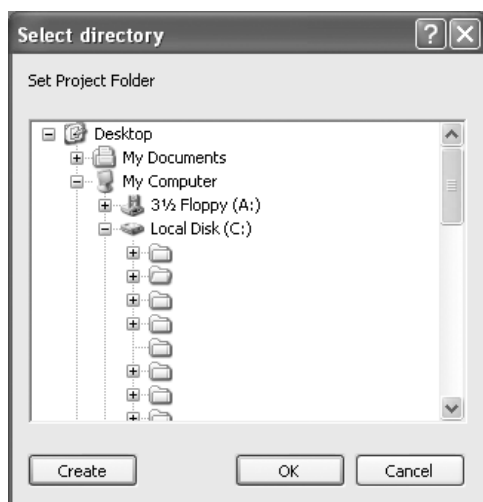 Select directory
Set Project Folder
Desktop
My Documents
My Computer
3½ Floppy (A:)
Local Disk (C:)
Create OK Cancel